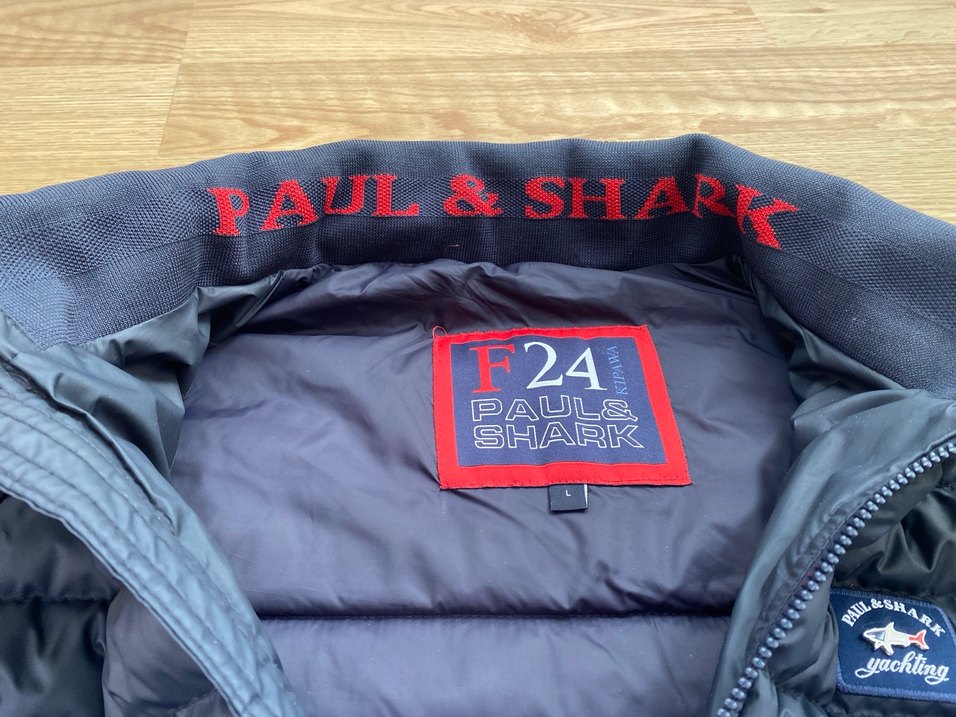 PAUL & SHARK
F24
KIPAWA
PAUL&
SHARK
L
PAUL & SHARK
yachting